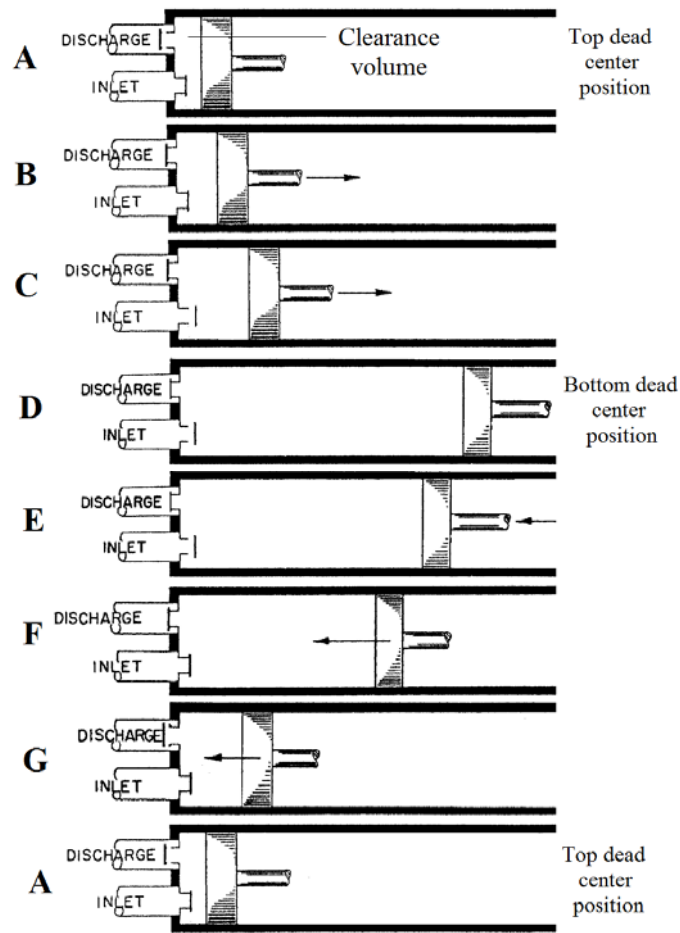 A
DISCHARGE
INLET
Clearance
volume
Top dead
center
position
B
DISCHARGE
INLET
C
DISCHARGE
INLET
D
DISCHARGE
INLET
Bottom dead
center
position
E
DISCHARGE
INLET
F
DISCHARGE
INLET
G
DISCHARGE
INLET
A
DISCHARGE
INLET
Top dead
center
position